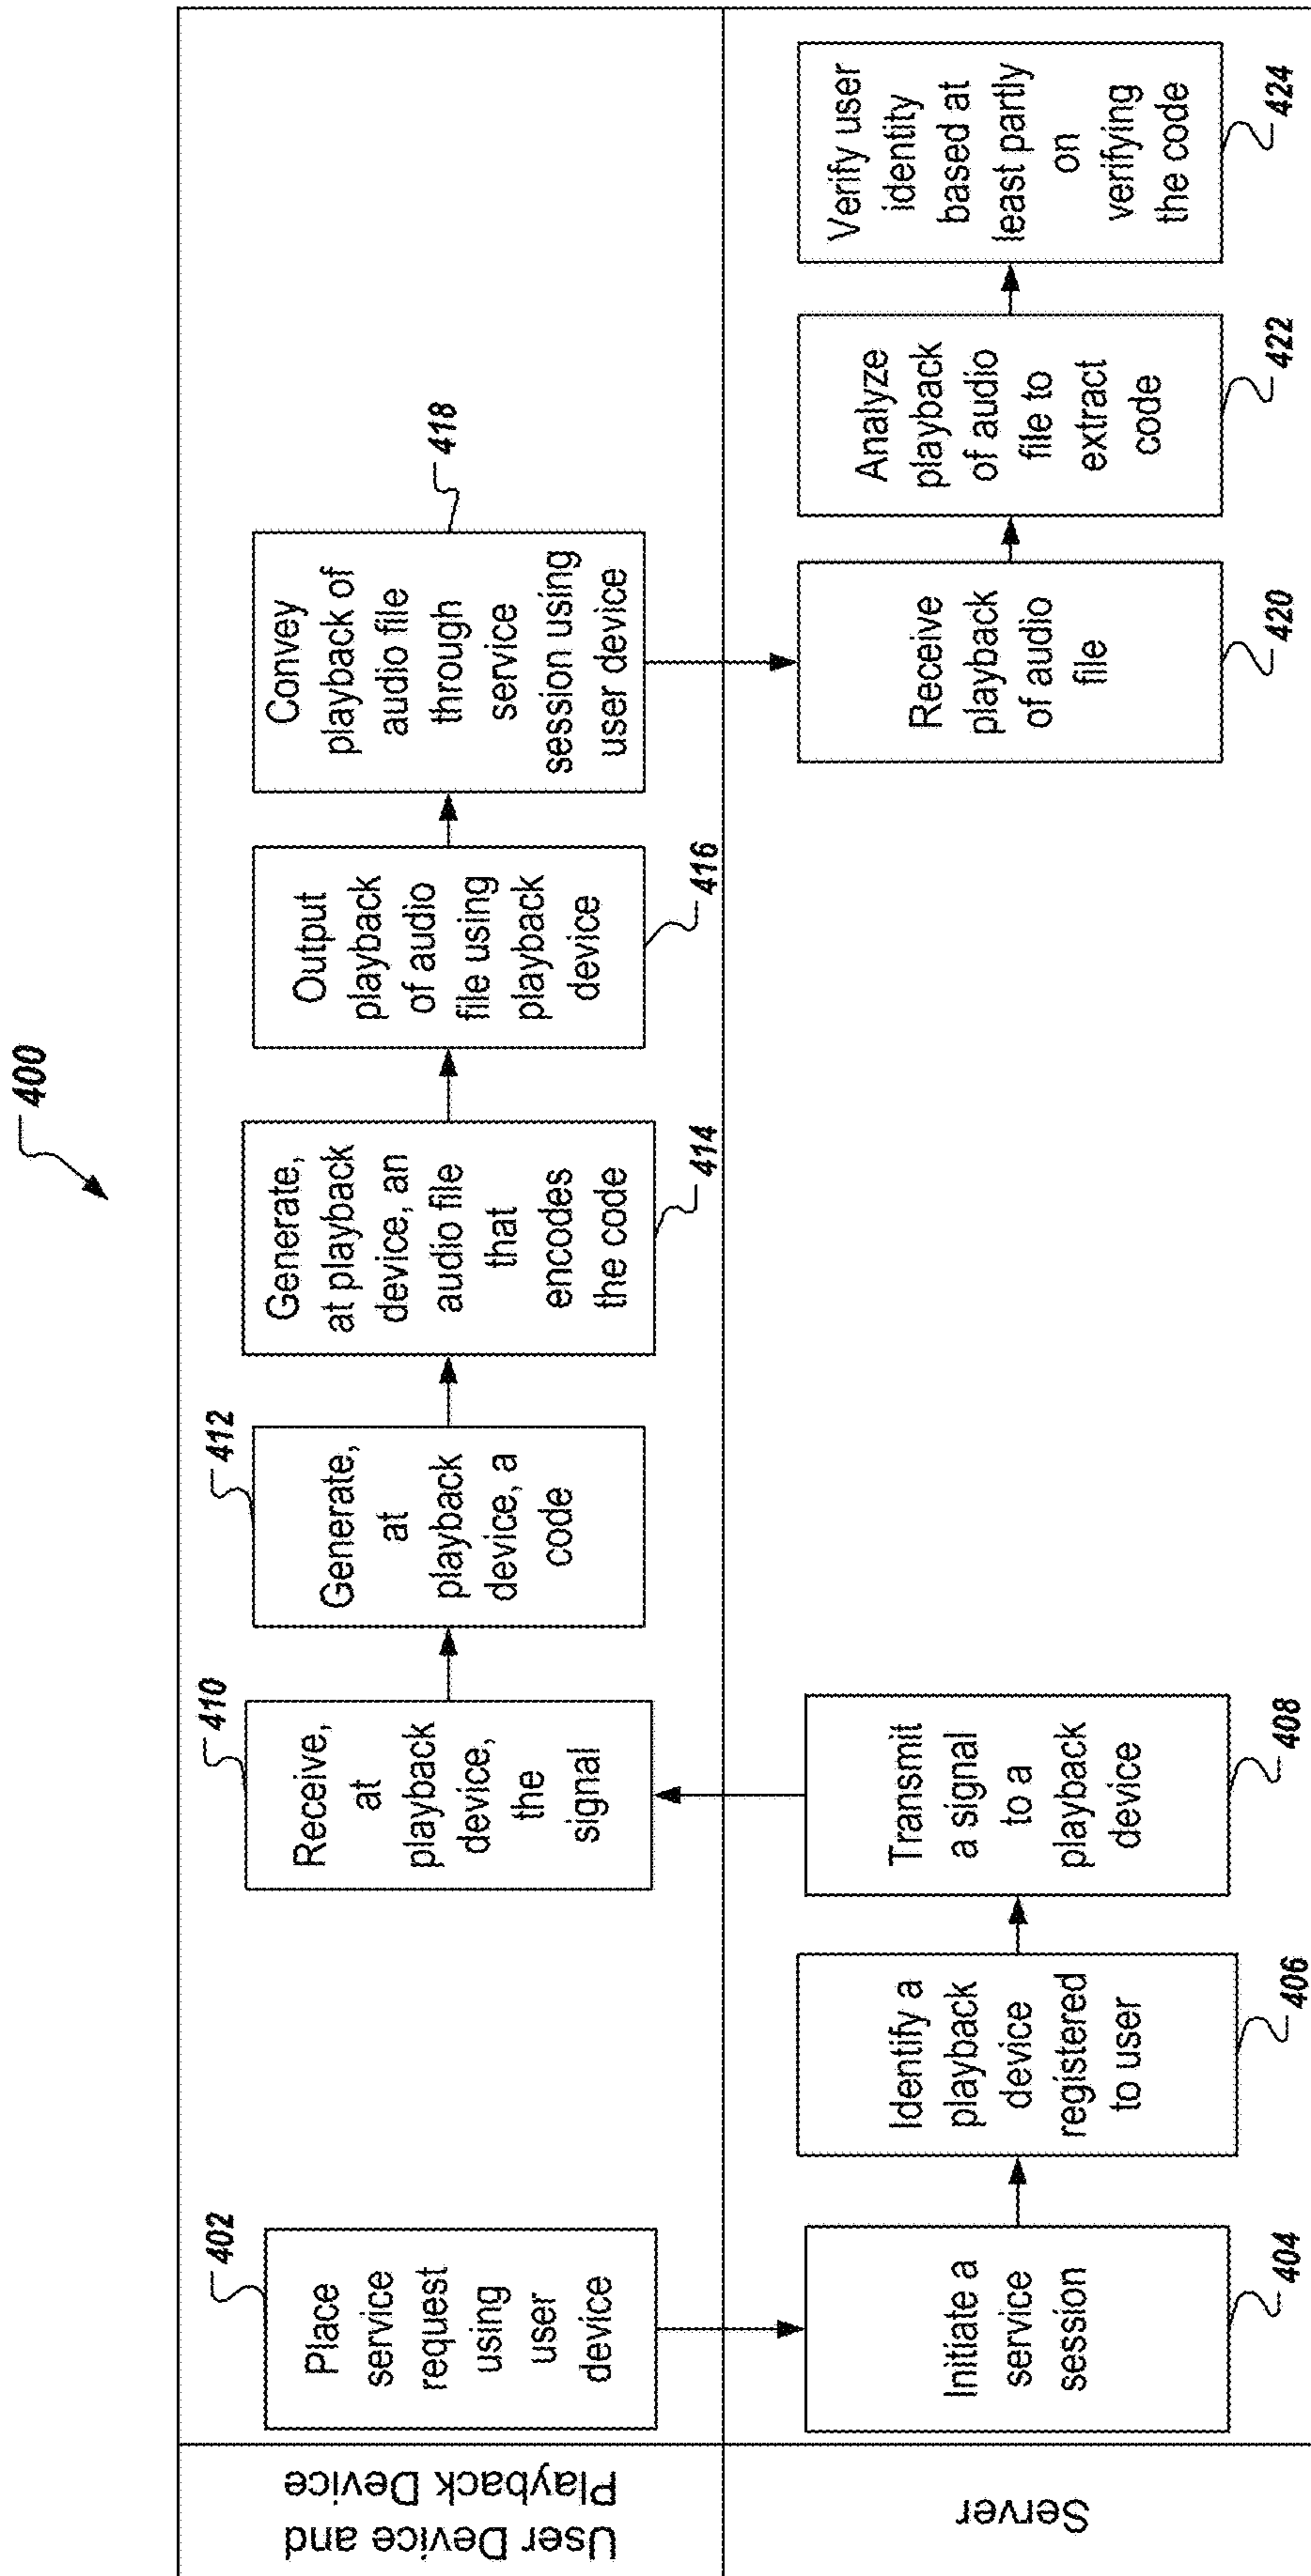 400
User Device and
Playback Device
402
Place
service
request
using
user
device
410
Receive,
at
playback
device,
the
signal
412
Generate,
at
playback
device, a
code
Generate,
at playback
device, an
audio file
that
encodes
the code
414
Output
playback
of audio
file using
playback
device
416
Convey
playback of
audio file
through
service
session using
user device
418
Server
Initiate a
service
session
404
Identify a
playback
device
registered
to user
406
Transmit
a signal
to a
playback
device
408
Receive
playback
of audio
file
420
Analyze
playback
of audio
file to
extract
code
422
Verify user
identity
based at
least partly
on
verifying
the code
424